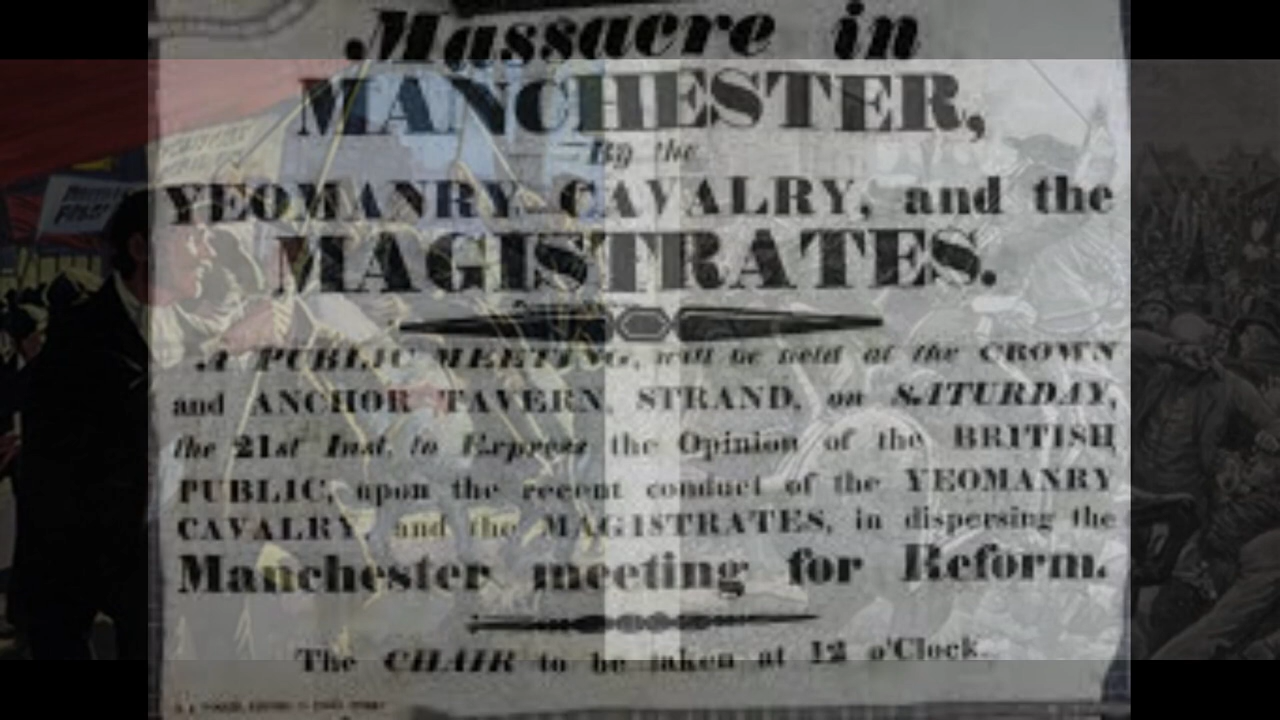 Massacre in
MANCHESTER,
By the
YEOMANRY CAVALRY, and the
MAGISTRATES.
A PUBLIC MEETING, will be held at the CROWN
and ANCHOR TAVERN, STRAND, on SATURDAY,
the 21st Inst. to Express the Opinion of the BRITISH
PUBLIC, upon the recent conduct of the YEOMANRY
CAVALRY, and the MAGISTRATES, in dispersing the
Manchester meeting for Reform.
The CHAIR to be taken at 12 o'Clock.